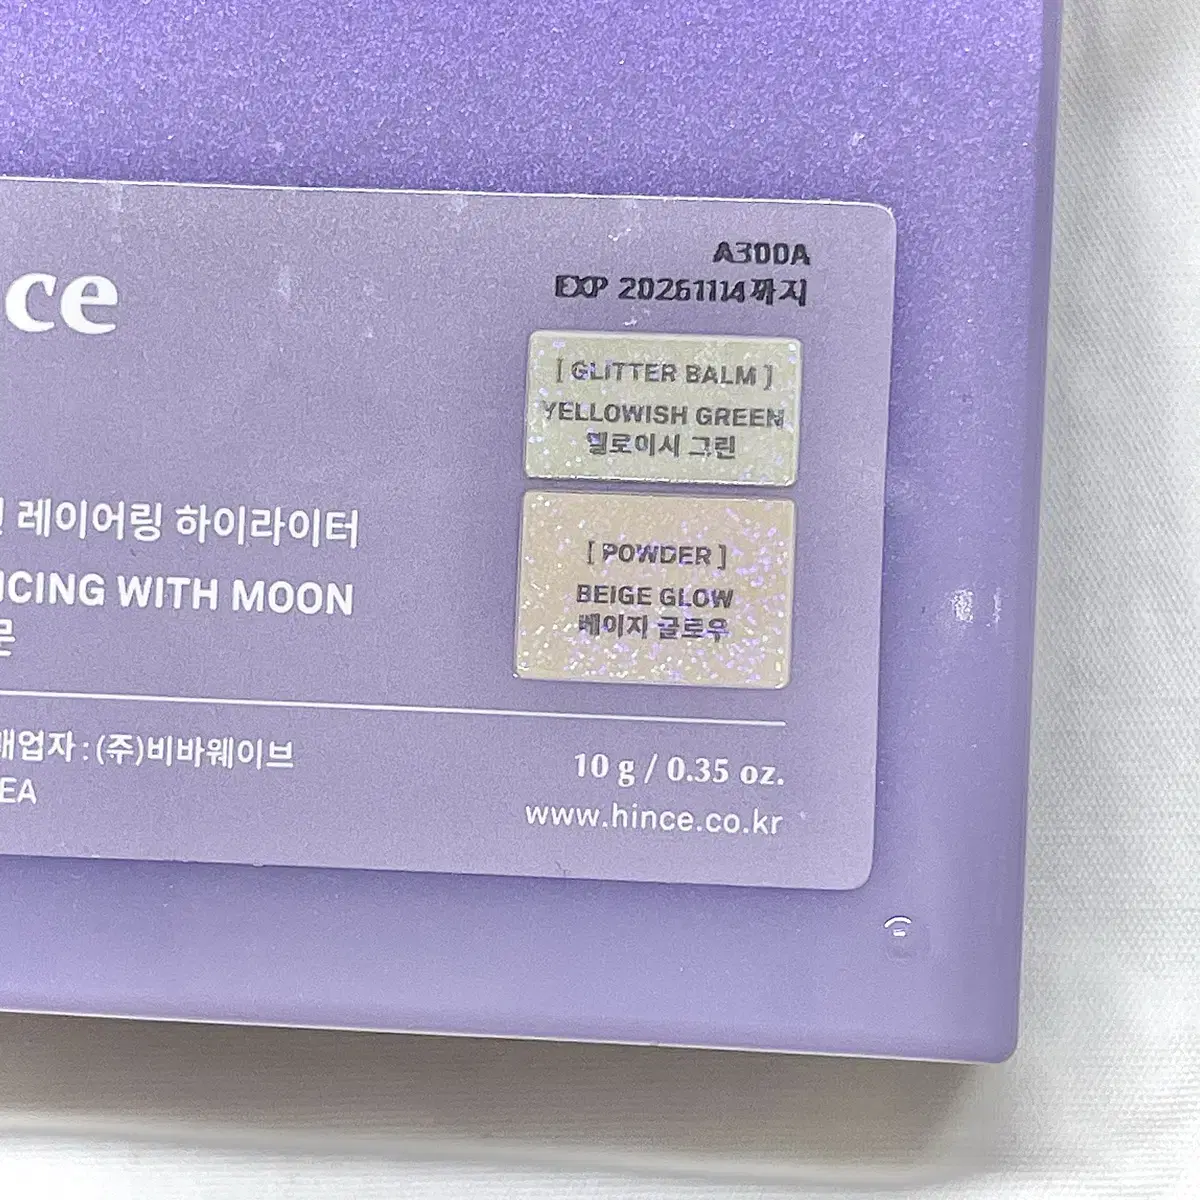 A300A
EXP 20261114까지
ce
[ GLITTER BALM ]
YELLOWISH GREEN
옐로이시 그린
레이어링 하이라이터
[ POWDER ]
BEIGE GLOW
베이지 글로우
NCING WITH MOON
문
매업자 : (주)비바웨이브
EA
10 g / 0.35 oz.
www.hince.co.kr